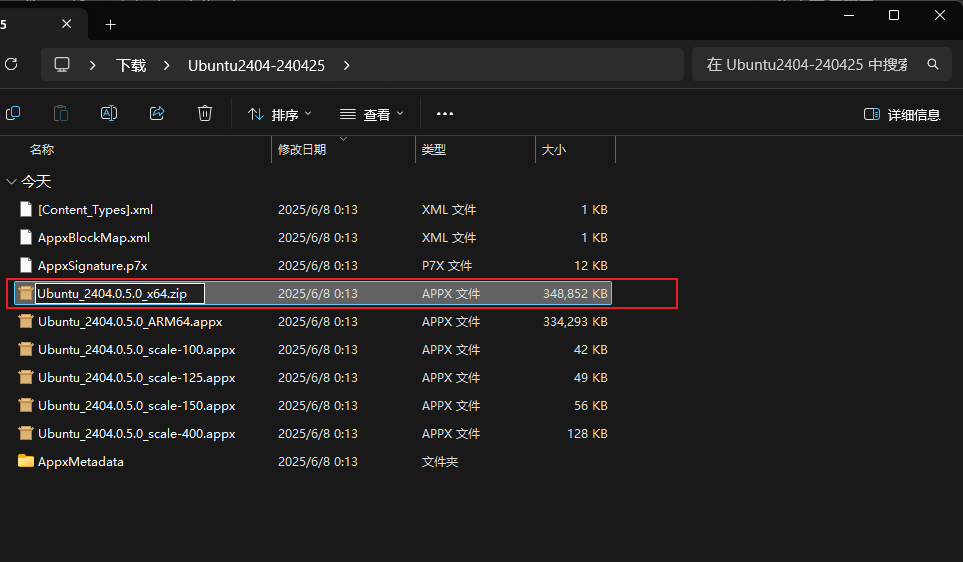 5
下载 Ubuntu2404-240425 在 Ubuntu2404-240425 中搜索
排序 查看 详细信息
名称 修改日期 类型 大小
今天
[Content_Types].xml 2025/6/8 0:13 XML 文件 1 KB
AppxBlockMap.xml 2025/6/8 0:13 XML 文件 1 KB
AppxSignature.p7x 2025/6/8 0:13 P7X 文件 12 KB
Ubuntu_2404.0.5.0_x64.zip 2025/6/8 0:13 APPX 文件 348,852 KB
Ubuntu_2404.0.5.0_ARM64.appx 2025/6/8 0:13 APPX 文件 334,293 KB
Ubuntu_2404.0.5.0_scale-100.appx 2025/6/8 0:13 APPX 文件 42 KB
Ubuntu_2404.0.5.0_scale-125.appx 2025/6/8 0:13 APPX 文件 49 KB
Ubuntu_2404.0.5.0_scale-150.appx 2025/6/8 0:13 APPX 文件 56 KB
Ubuntu_2404.0.5.0_scale-400.appx 2025/6/8 0:13 APPX 文件 128 KB
AppxMetadata 2025/6/8 0:13 文件夹